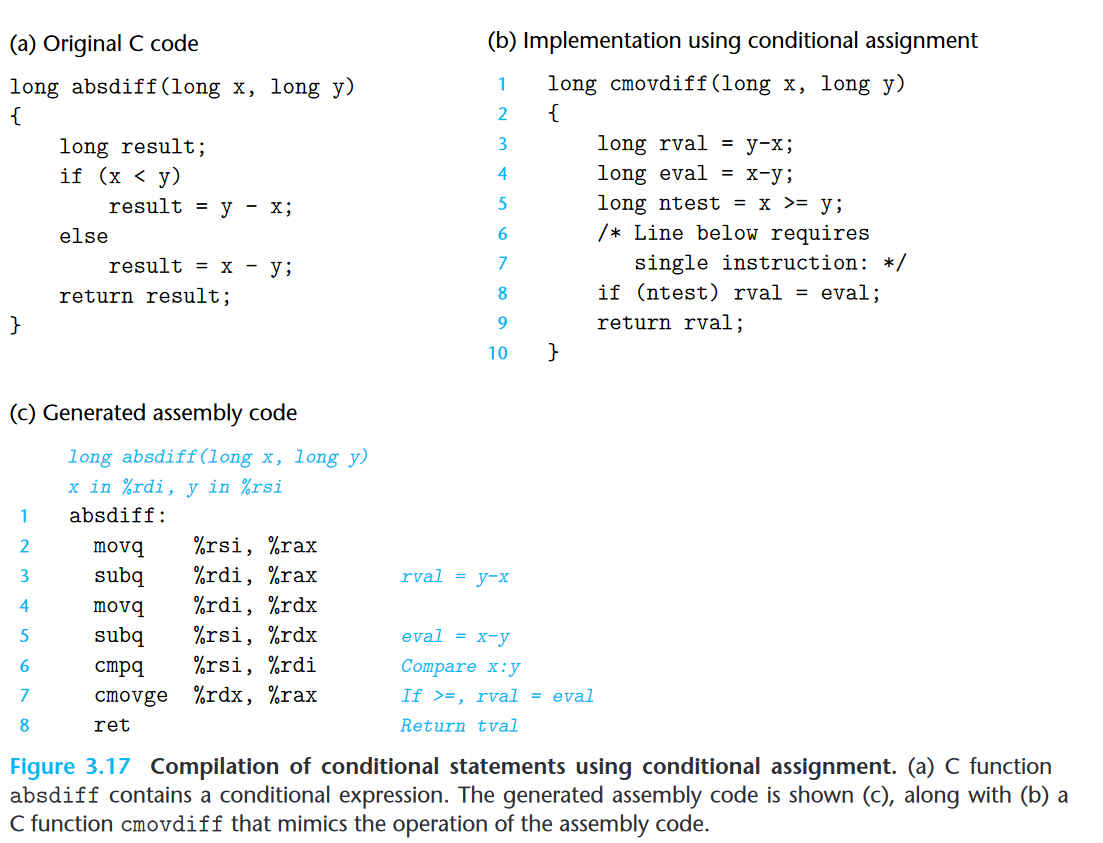 (a) Original C code
long absdiff(long x, long y)
{
    long result;
    if (x < y)
        result = y - x;
    else
        result = x - y;
    return result;
}
(b) Implementation using conditional assignment
1 long cmovdiff(long x, long y)
2 {
3     long rval = y-x;
4     long eval = x-y;
5     long ntest = x >= y;
6     /* Line below requires
7        single instruction: */
8     if (ntest) rval = eval;
9     return rval;
10 }
(c) Generated assembly code
long absdiff(long x, long y)
x in %rdi, y in %rsi
1 absdiff:
2   movq    %rsi, %rax
3   subq    %rdi, %rax    rval = y-x
4   movq    %rdi, %rdx
5   subq    %rsi, %rdx    eval = x-y
6   cmpq    %rsi, %rdi    Compare x:y
7   cmovge  %rdx, %rax    If >=, rval = eval
8   ret    Return tval
Figure 3.17 Compilation of conditional statements using conditional assignment. (a) C function
absdiff contains a conditional expression. The generated assembly code is shown (c), along with (b) a
C function cmovdiff that mimics the operation of the assembly code.